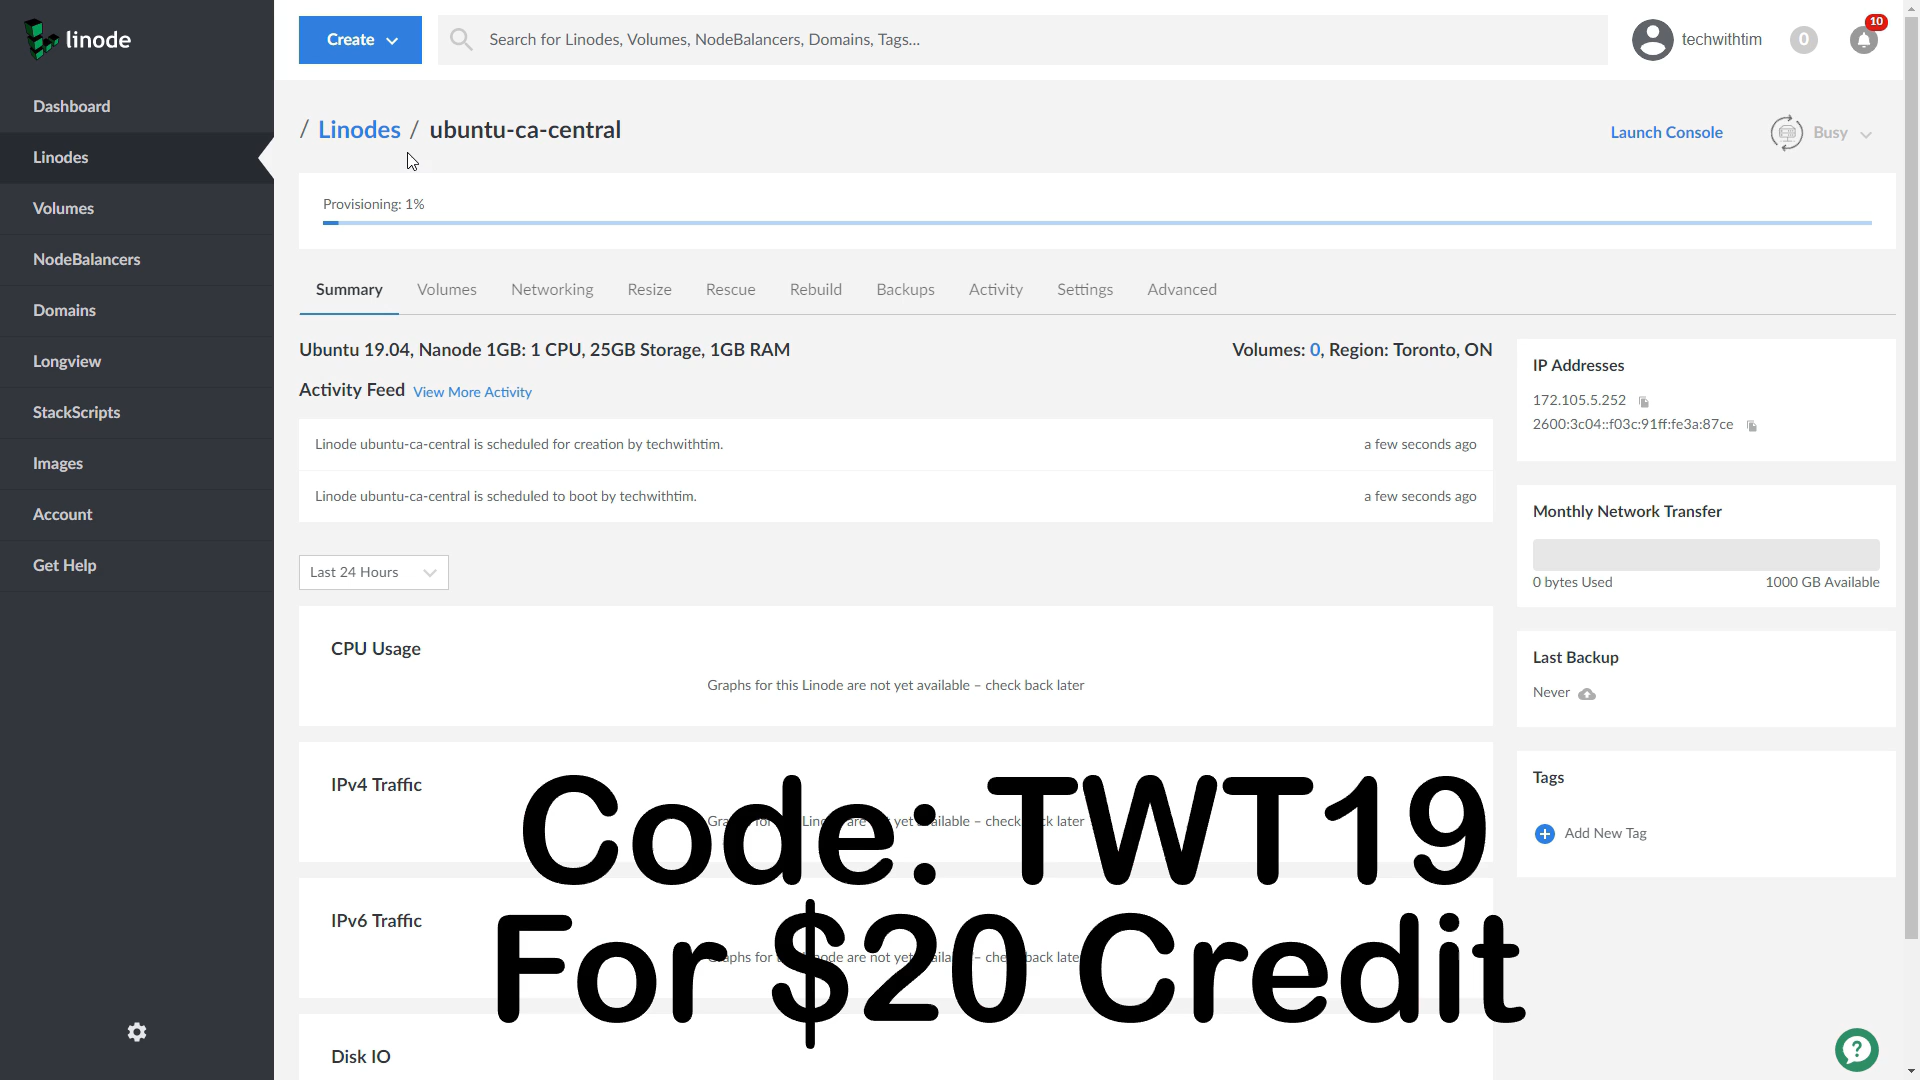 linode
Create
Search for Linodes, Volumes, NodeBalancers, Domains, Tags...
techwithtim
0
10
Dashboard
Linodes
Volumes
NodeBalancers
Domains
Longview
StackScripts
Images
Account
Get Help
/ Linodes / ubuntu-ca-central
Launch Console
Busy
Provisioning: 1%
Summary Volumes Networking Resize Rescue Rebuild Backups Activity Settings Advanced
Ubuntu 19.04, Nanode 1GB: 1 CPU, 25GB Storage, 1GB RAM
Volumes: 0, Region: Toronto, ON
Activity Feed View More Activity
Linode ubuntu-ca-central is scheduled for creation by techwithtim. a few seconds ago
Linode ubuntu-ca-central is scheduled to boot by techwithtim. a few seconds ago
Last 24 Hours
CPU Usage
Graphs for this Linode are not yet available – check back later
IPv4 Traffic
IPv6 Traffic
Disk IO
Code: TWT19
For $20 Credit
IP Addresses
172.105.5.252
2600:3c04::f03c:91ff:fe3a:87ce
Monthly Network Transfer
0 bytes Used 1000 GB Available
Last Backup
Never
Tags
Add New Tag
?